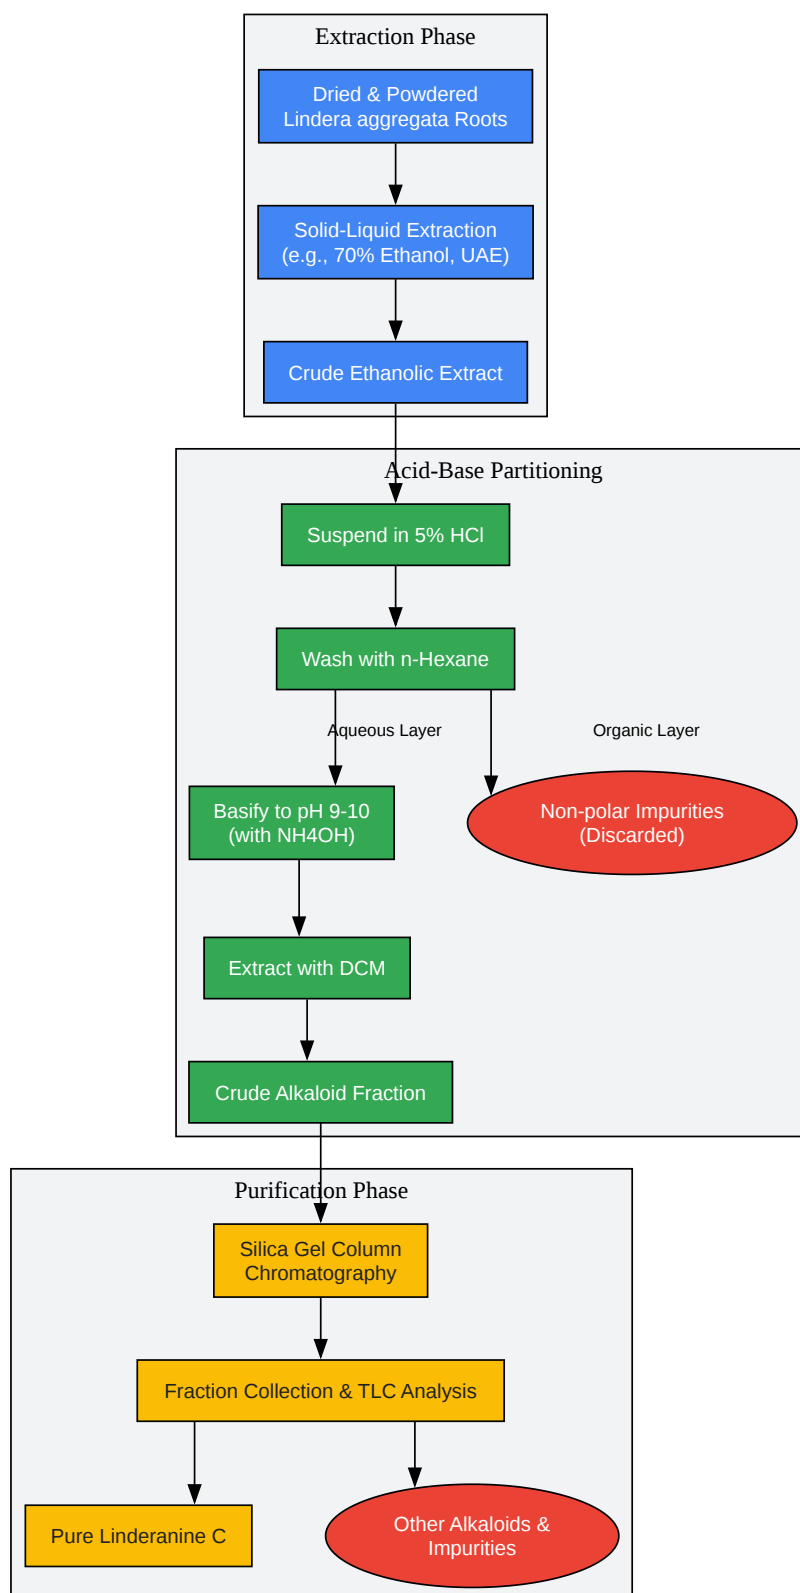 Extraction Phase
Dried & Powdered
Lindera aggregata Roots
Solid-Liquid Extraction
(e.g., 70% Ethanol, UAE)
Crude Ethanolic Extract
Acid-Base Partitioning
Suspend in 5% HCl
Wash with n-Hexane
Aqueous Layer
Organic Layer
Basify to pH 9-10
(with NH4OH)
Non-polar Impurities
(Discarded)
Extract with DCM
Crude Alkaloid Fraction
Purification Phase
Silica Gel Column
Chromatography
Fraction Collection & TLC Analysis
Pure Linderanine C
Other Alkaloids &
Impurities